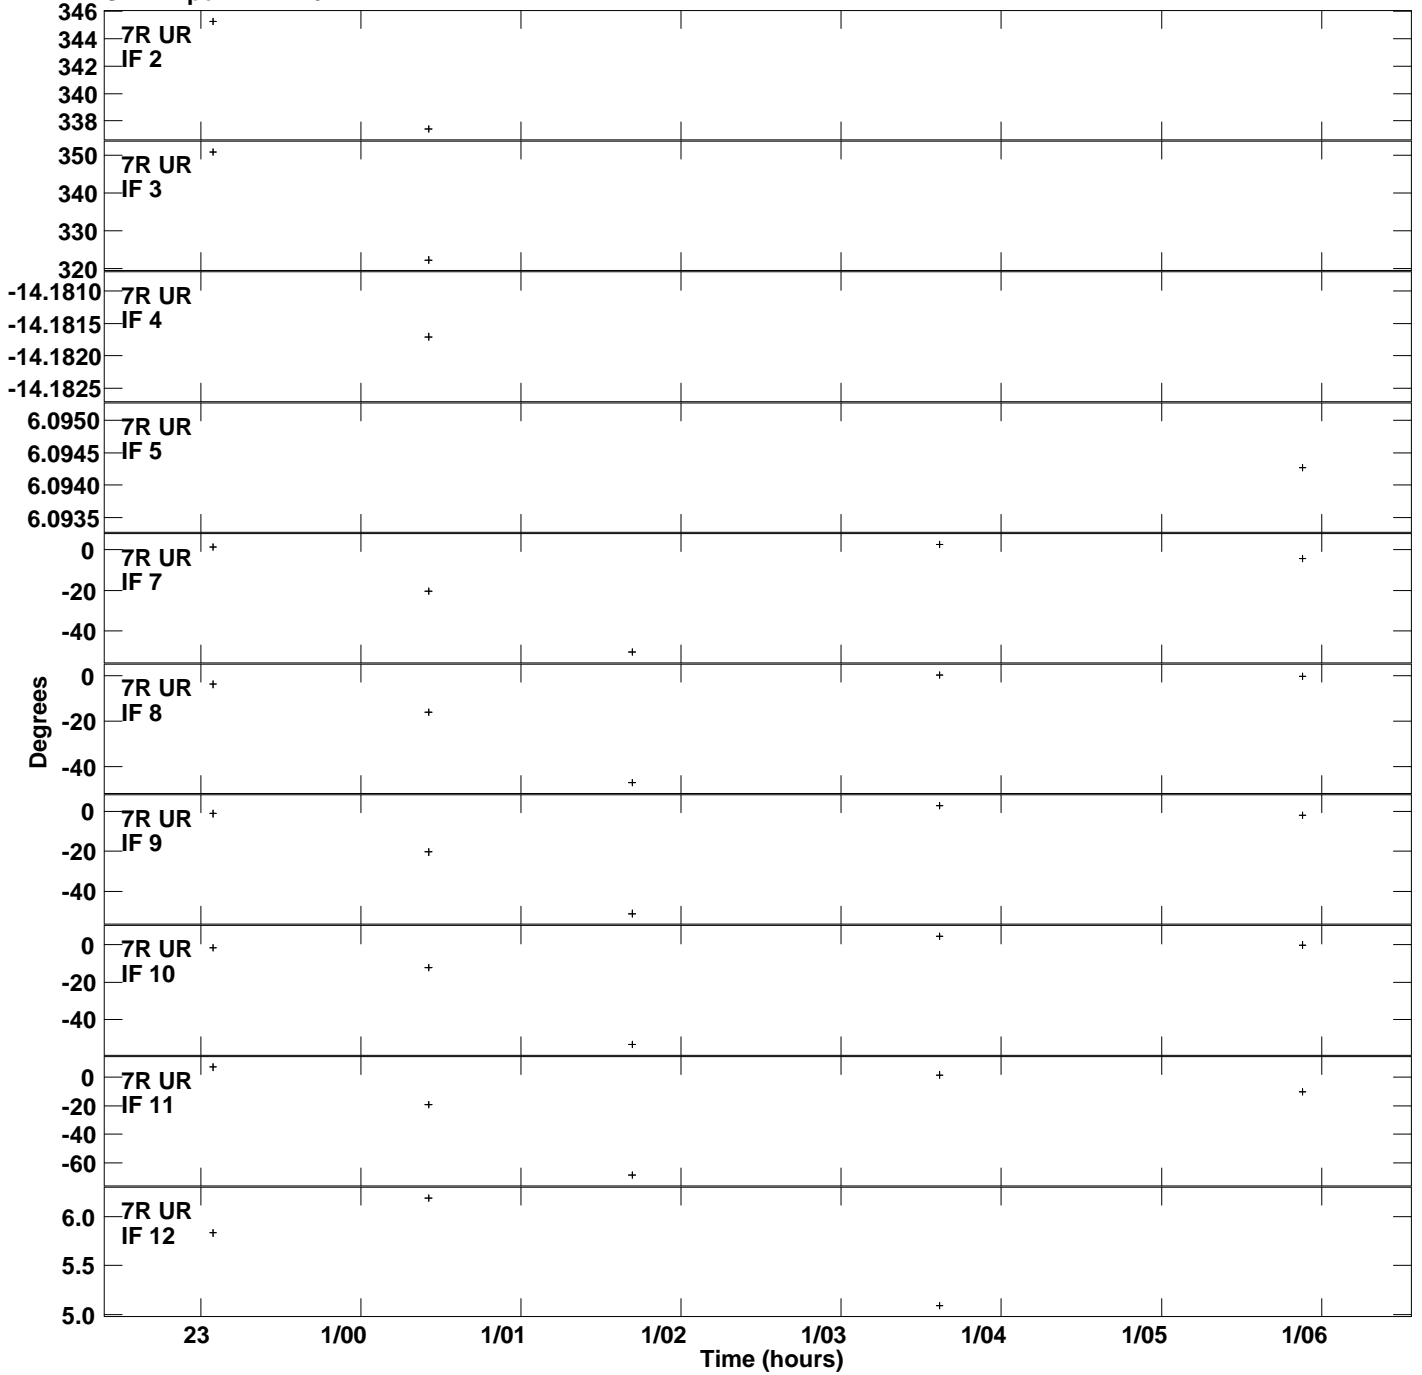 346
344
342
340
338
7R UR
IF 2
350
340
330
320
7R UR
IF 3
-14.1810
-14.1815
-14.1820
-14.1825
7R UR
IF 4
6.0950
6.0945
6.0940
6.0935
7R UR
IF 5
0
-20
-40
7R UR
IF 7
0
-20
-40
7R UR
IF 8
Degrees
0
-20
-40
7R UR
IF 9
0
-20
-40
7R UR
IF 10
0
-20
-40
-60
7R UR
IF 11
6.0
5.5
5.0
7R UR
IF 12
23 1/00 1/01 1/02 1/03 1/04 1/05 1/06
Time (hours)